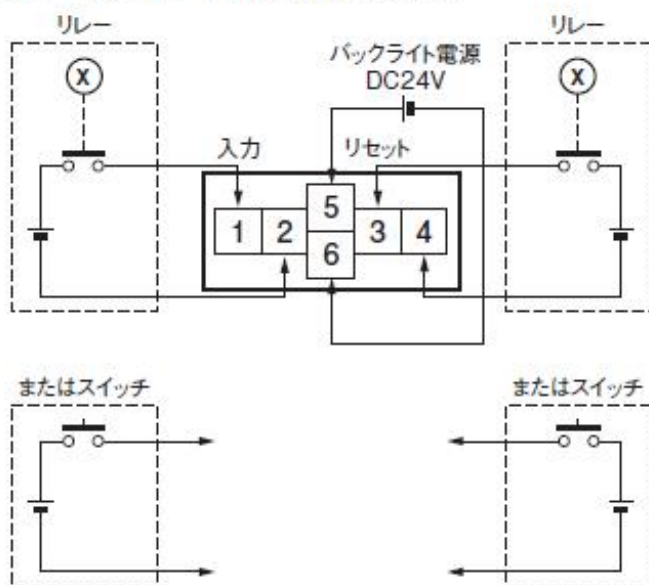 リレー
リレー
X
X
バックライト電源
DC24V
入力
リセット
1 2 5 3 4
6
またはスイッチ
またはスイッチ